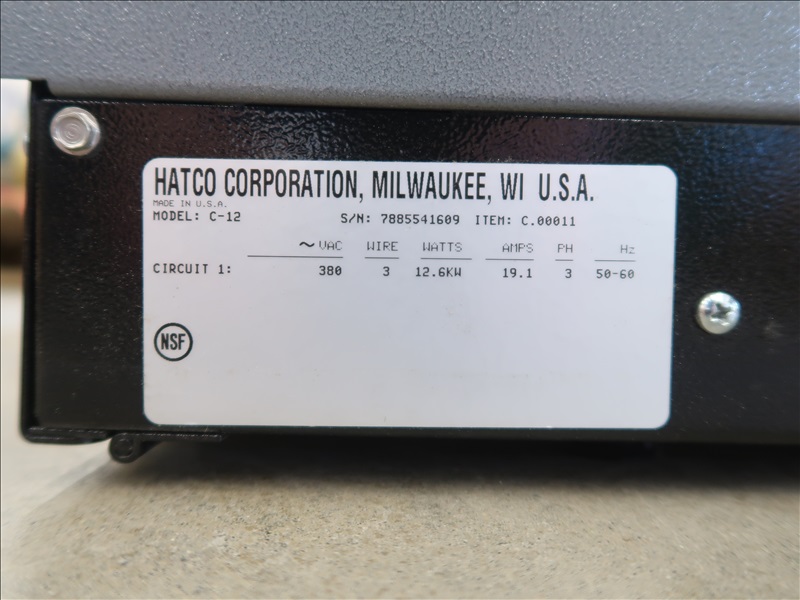 HATCO CORPORATION, MILWAUKEE, WI U.S.A.
MADE IN U.S.A.
MODEL: C-12 S/N: 7885541609 ITEM: C.00011
~VAC WIRE WATTS AMPS PH Hz
CIRCUIT 1: 380 3 12.6KW 19.1 3 50-60
NSF